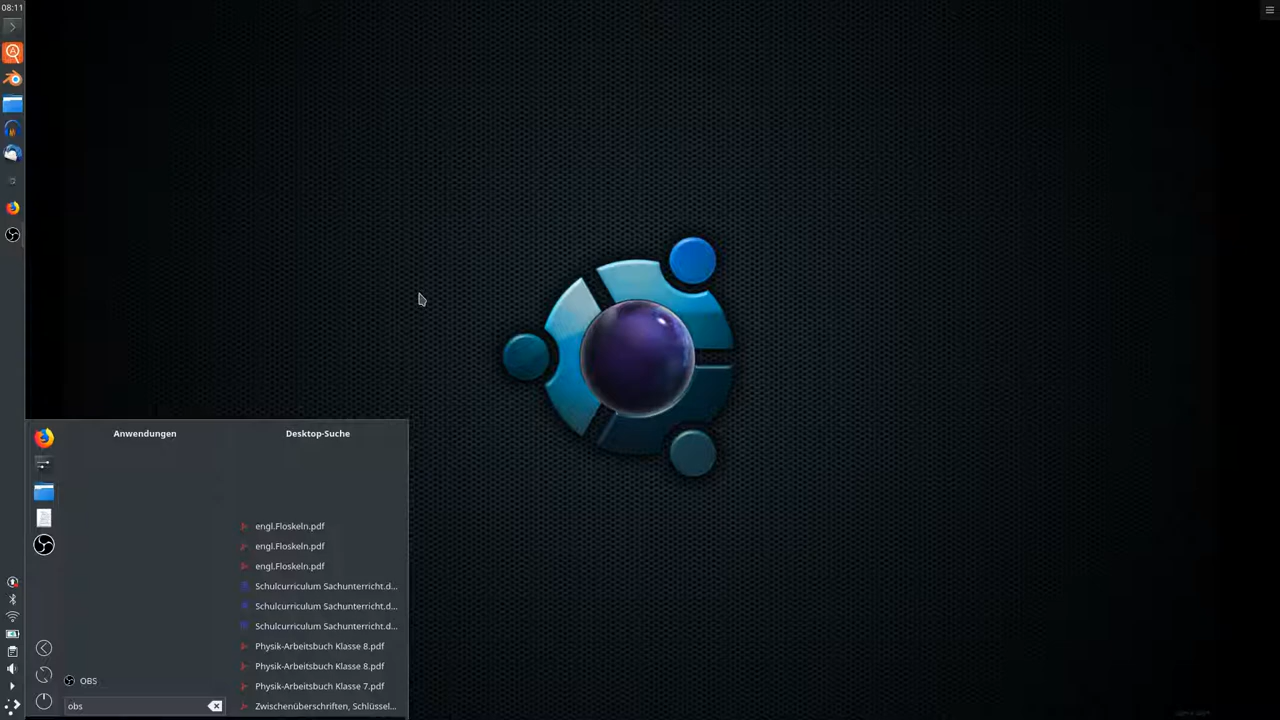 08:11
Anwendungen
Desktop-Suche
engl.Floskeln.pdf
engl.Floskeln.pdf
engl.Floskeln.pdf
Schulcurriculum Sachunterricht.d...
Schulcurriculum Sachunterricht.d...
Schulcurriculum Sachunterricht.d...
Physik-Arbeitsbuch Klasse 8.pdf
Physik-Arbeitsbuch Klasse 8.pdf
OBS
Physik-Arbeitsbuch Klasse 7.pdf
obs
Zwischenüberschriften, Schlüssel...